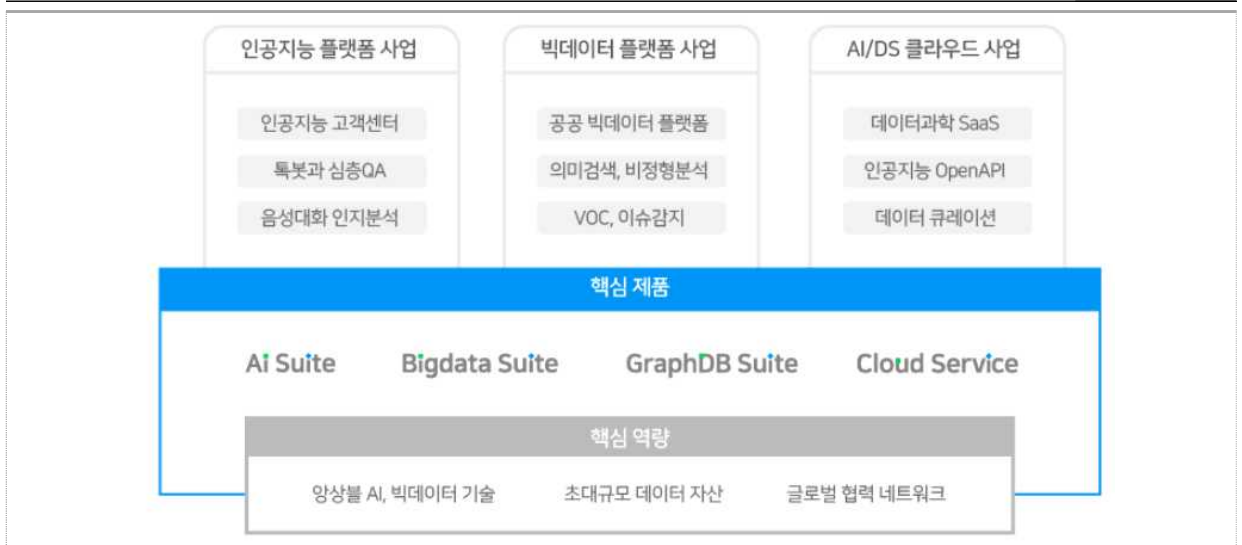 인공지능 플랫폼 사업
인공지능 고객센터
톡봇과 심층QA
음성대화 인지분석
빅데이터 플랫폼 사업
공공 빅데이터 플랫폼
의미검색, 비정형분석
VOC, 이슈감지
AI/DS 클라우드 사업
데이터과학 SaaS
인공지능 OpenAPI
데이터 큐레이션
핵심 제품
Ai Suite
Bigdata Suite
GraphDB Suite
Cloud Service
핵심 역량
앙상블 AI, 빅데이터 기술
초대규모 데이터 자산
글로벌 협력 네트워크